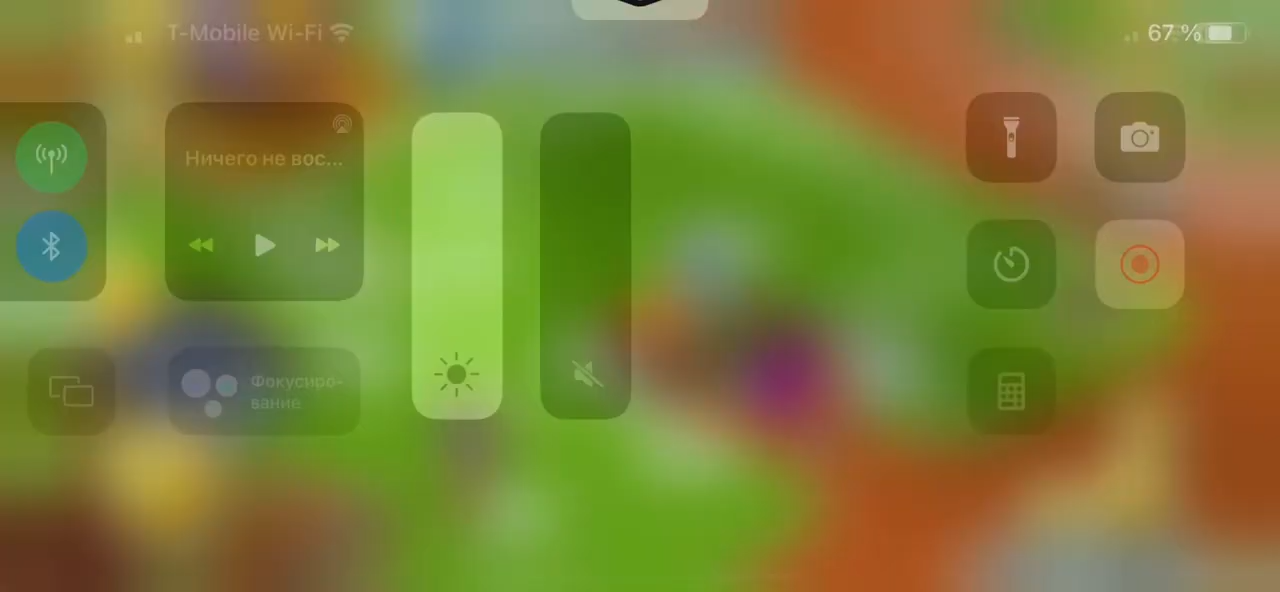 T-Mobile Wi-Fi
67 %
Ничего не вос...
Фокусиро-
вание